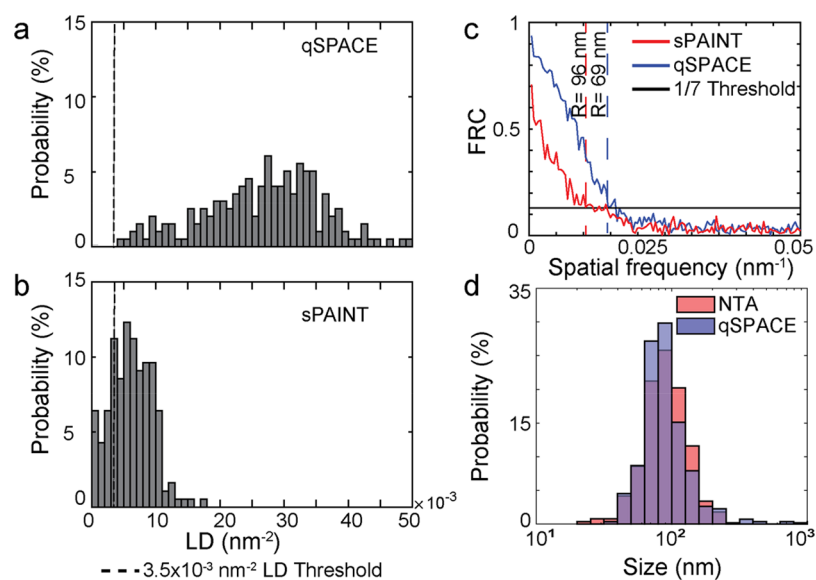 a
qSPACE
15
10
5
0
Probability (%)
b
sPAINT
15
10
5
0
Probability (%)
0 10 20 30 40 50
×10⁻³
LD (nm⁻²)
3.5x10⁻³ nm⁻² LD Threshold
c
sPAINT
qSPACE
1/7 Threshold
R= 96 nm
R= 69 nm
1
0.5
0
FRC
0 0.025 0.05
Spatial frequency (nm⁻¹)
d
NTA
qSPACE
35
15
0
Probability (%)
10¹ 10² 10³
Size (nm)